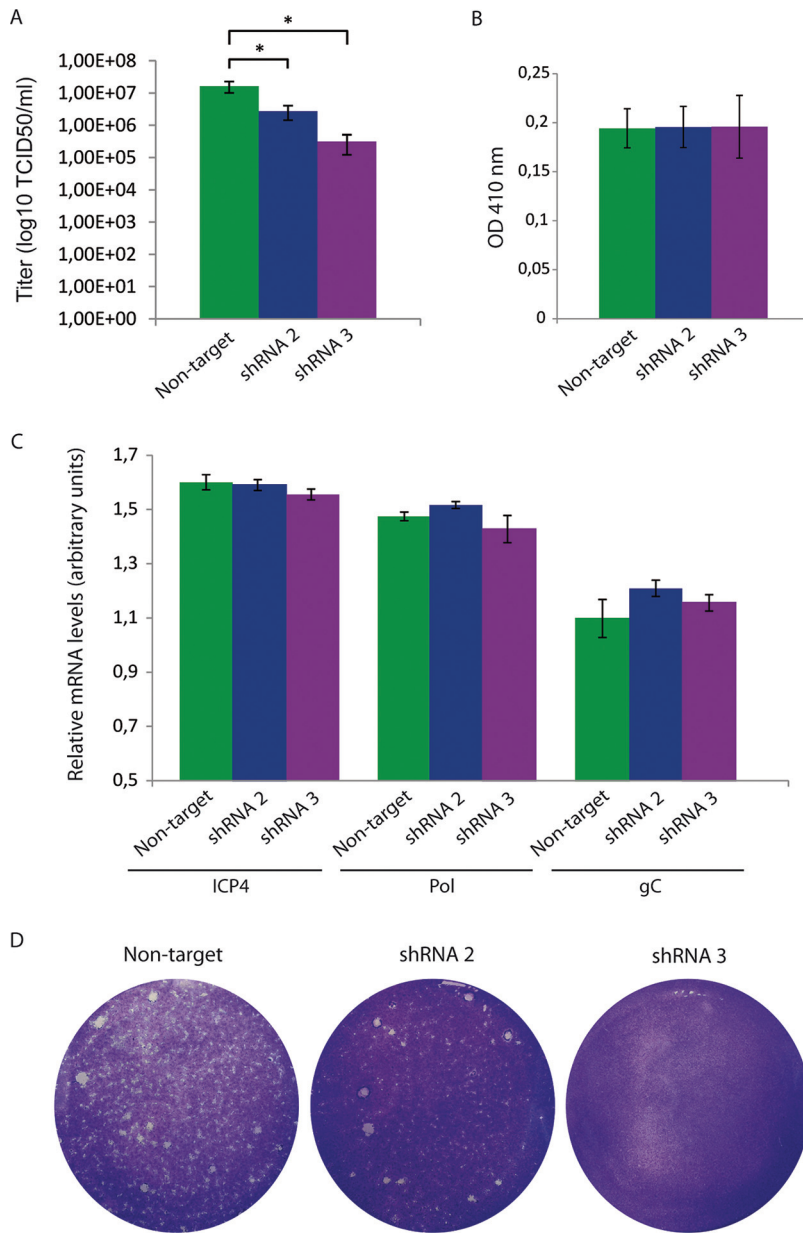 A
*
*
1,00E+08
1,00E+07
1,00E+06
1,00E+05
1,00E+04
1,00E+03
1,00E+02
1,00E+01
1,00E+00
Titer (log10 TCID50/ml)
Non-target
shRNA 2
shRNA 3
B
0,25
0,2
0,15
0,1
0,05
0
OD 410 nm
Non-target
shRNA 2
shRNA 3
C
1,7
1,5
1,3
1,1
0,9
0,7
0,5
Relative mRNA levels (arbitrary units)
Non-target
shRNA 2
shRNA 3
Non-target
shRNA 2
shRNA 3
Non-target
shRNA 2
shRNA 3
ICP4
Pol
gC
D
Non-target
shRNA 2
shRNA 3